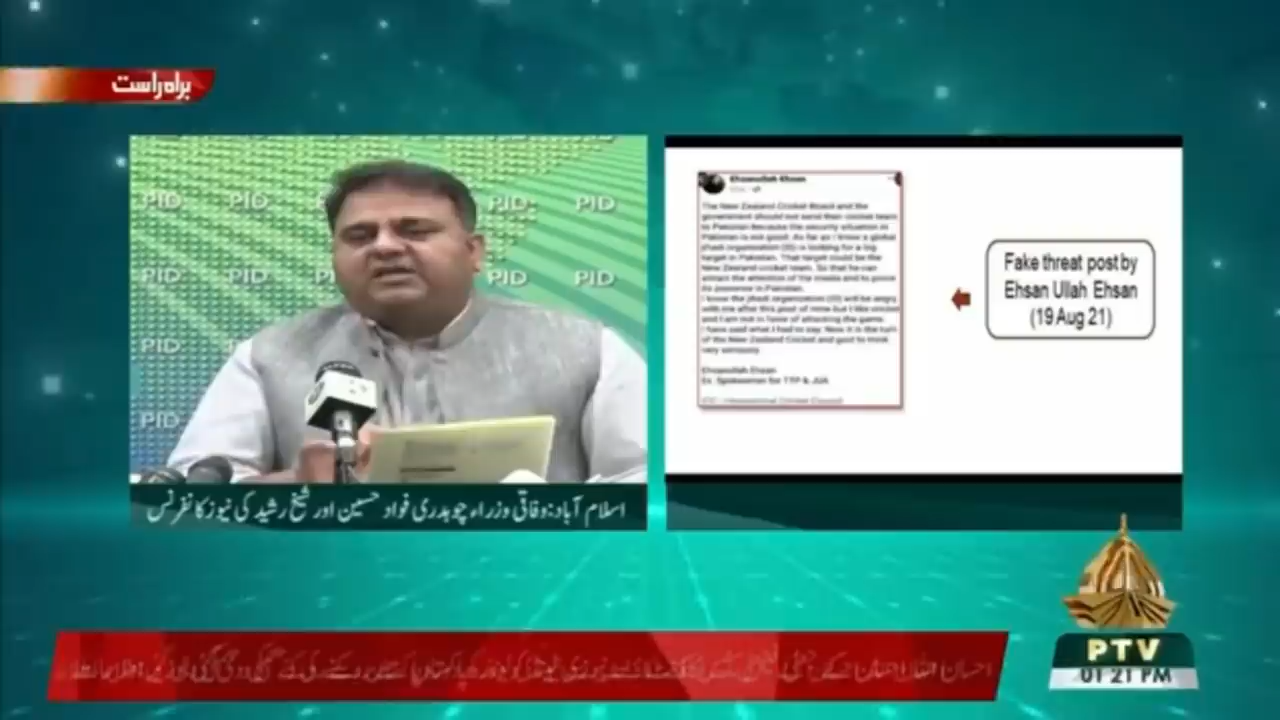 براہ راست
PID PID PID PID
PID PID PID
PID
PID
اسلام آباد: وفاقی وزراء چوہدری فواد حسین اور شیخ رشید کی نیوز کانفرنس
Ehsanullah Ehsan
The New Zealand Cricket Board and the
government should not send their cricket team
to Pakistan because the security situation in
Pakistan is not good. As far as I know a global
jihadi organization (IS) is looking for a big
target in Pakistan. That target could be the
New Zealand cricket team. So that he can
attract the attention of the media and to prove
its presence in Pakistan.
I know the jihadi organization (IS) will be angry
with me after this post of mine but I like cricket
and I am not in favor of attacking the game.
I have said what I had to say. Now it is the turn
of the New Zealand Cricket and govt to think
very seriously.
Ehsanullah Ehsan
Ex. Spokesman for TTP & JUA
Fake threat post by
Ehsan Ullah Ehsan
(19 Aug 21)
احسان اللہ احسان کے
PTV
01 21 PM